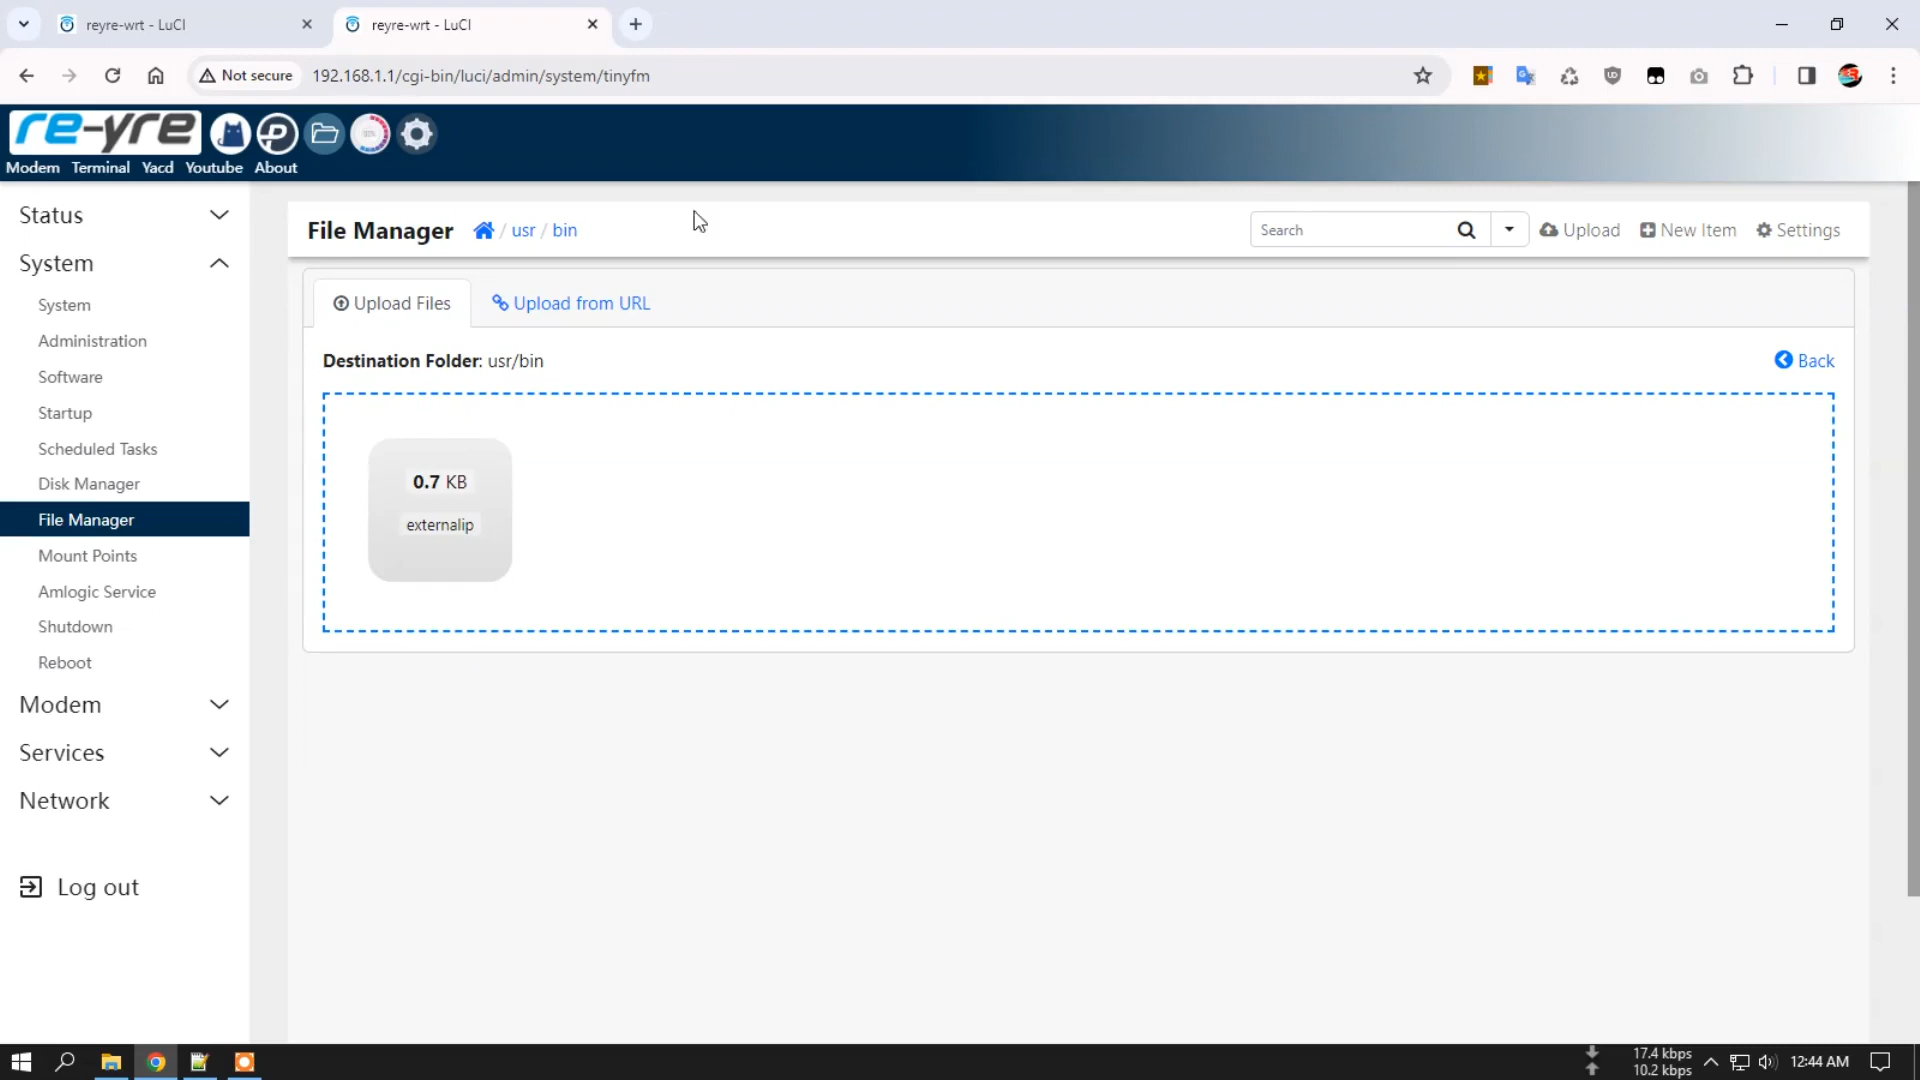 reyre-wrt - LuCI
reyre-wrt - LuCI
Not secure
192.168.1.1/cgi-bin/luci/admin/system/tinyfm
re-yre
Modem Terminal Yacd Youtube About
Status
System
System
Administration
Software
Startup
Scheduled Tasks
Disk Manager
File Manager
Mount Points
Amlogic Service
Shutdown
Reboot
Modem
Services
Network
Log out
File Manager / usr / bin
Search
Upload
New Item
Settings
Upload Files
Upload from URL
Destination Folder: usr/bin
Back
0.7 KB
externalip
17.4 kbps
10.2 kbps
12:44 AM